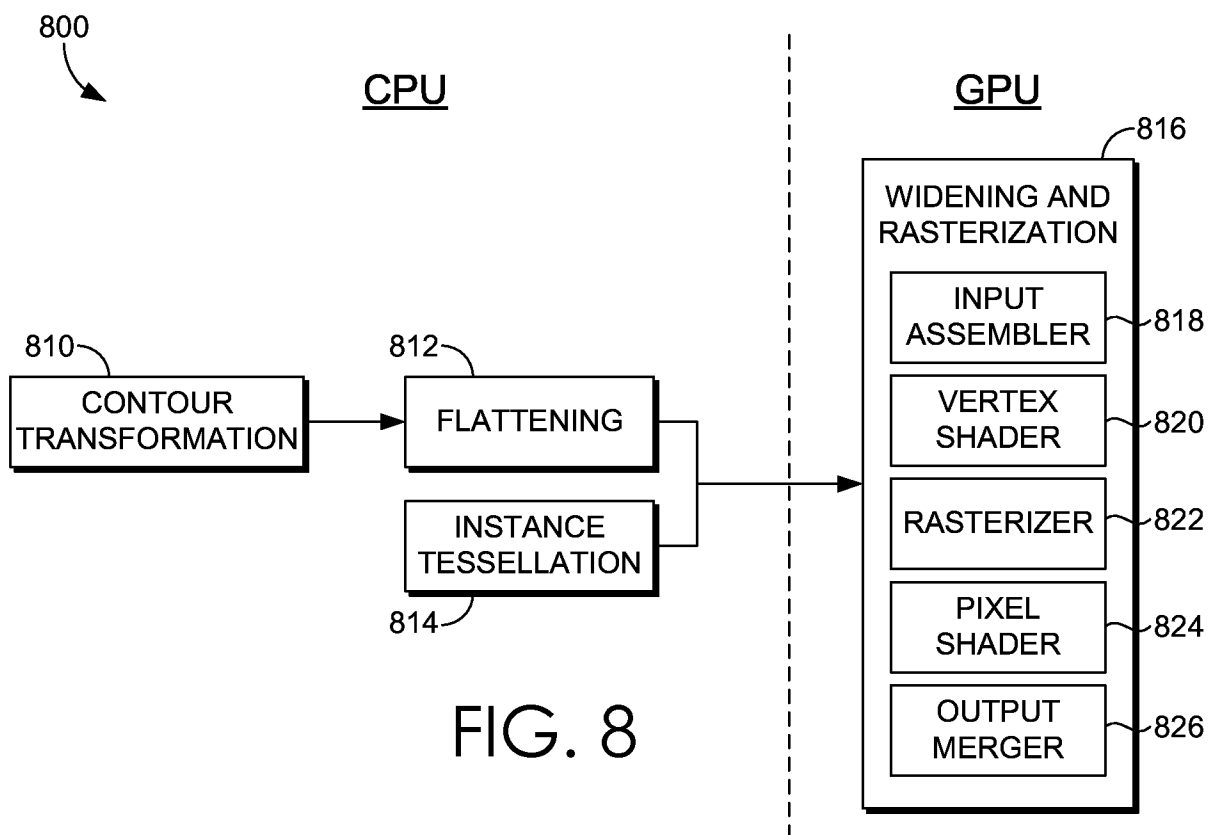 800
CPU
GPU
816
WIDENING AND
RASTERIZATION
INPUT
ASSEMBLER
818
810
812
CONTOUR
TRANSFORMATION
FLATTENING
VERTEX
SHADER
820
INSTANCE
TESSELLATION
814
RASTERIZER
822
PIXEL
SHADER
824
OUTPUT
MERGER
826
FIG. 8